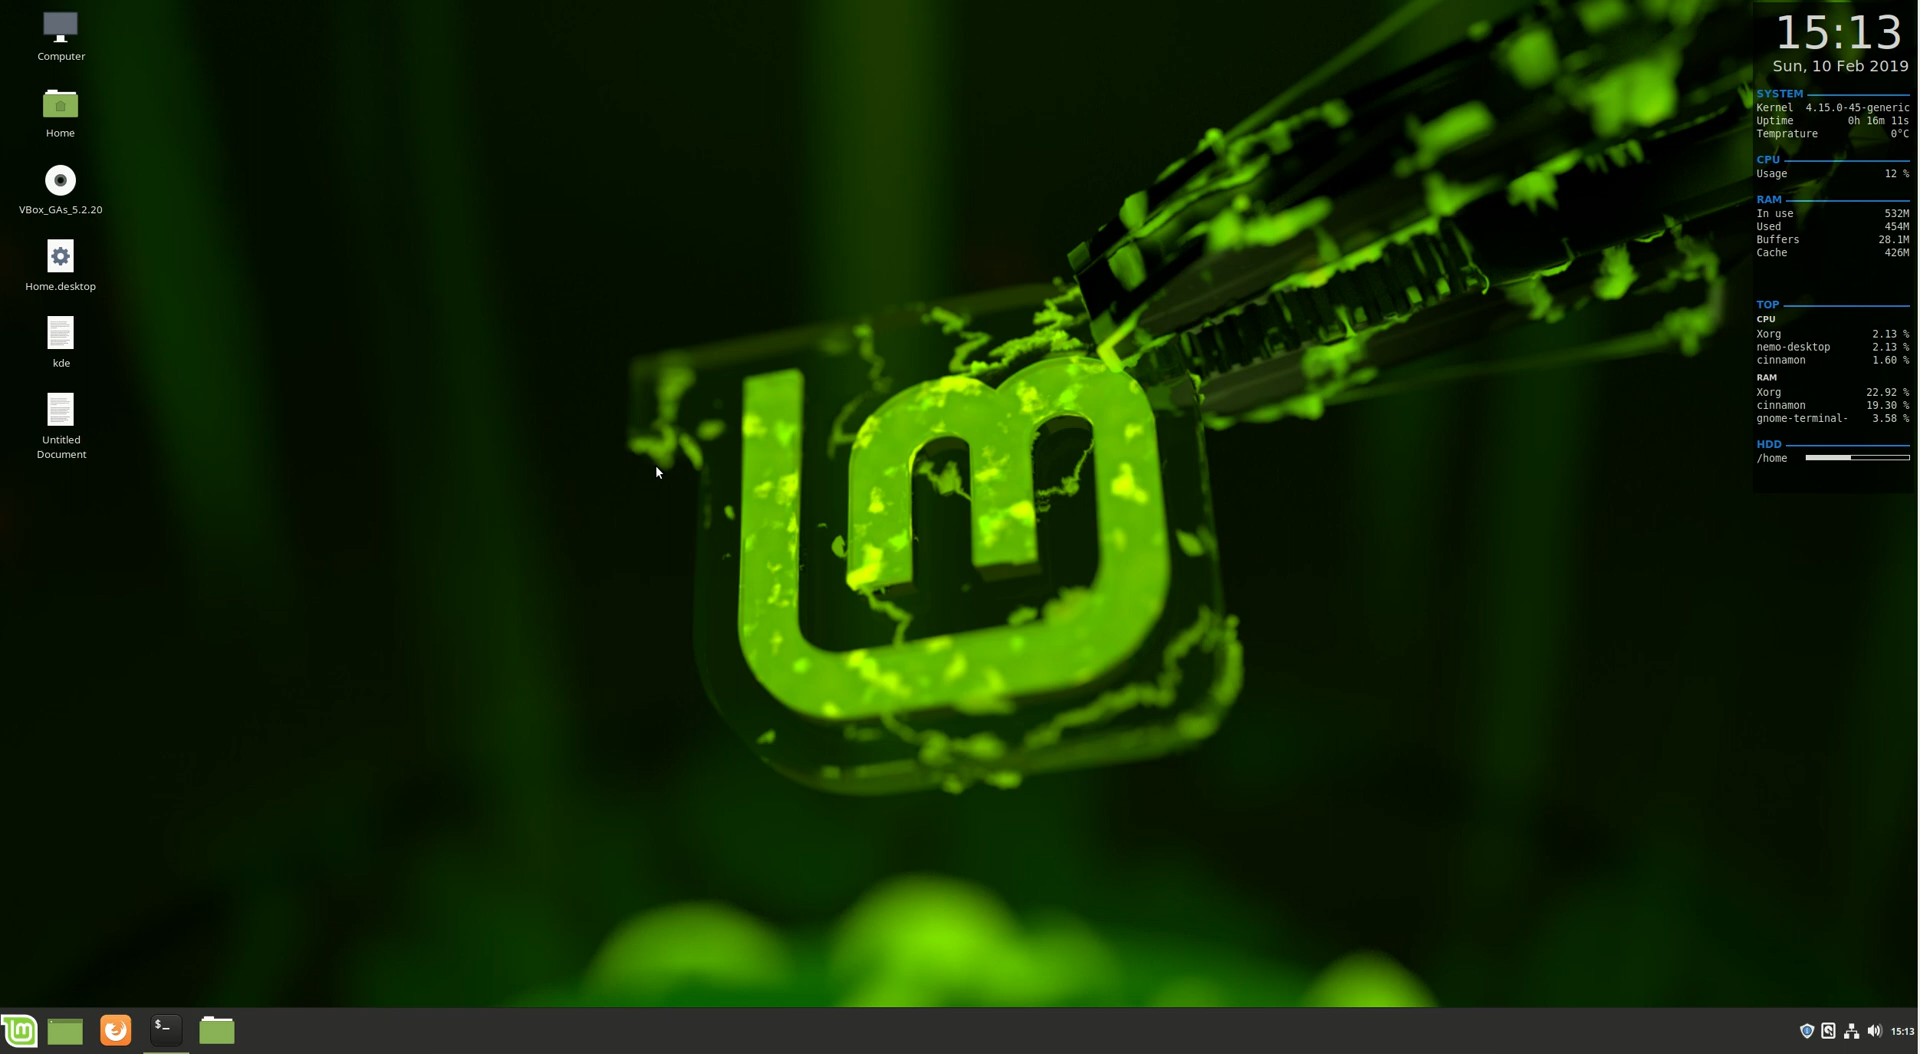 Computer
Home
VBox_GAs_5.2.20
Home.desktop
kde
Untitled
Document
15:13
Sun, 10 Feb 2019
SYSTEM
Kernel 4.15.0-45-generic
Uptime 0h 16m 11s
Temprature 0°C
CPU
Usage 12 %
RAM
In use 532M
Used 454M
Buffers 28.1M
Cache 426M
TOP
CPU
Xorg 2.13 %
nemo-desktop 2.13 %
cinnamon 1.60 %
RAM
Xorg 22.92 %
cinnamon 19.30 %
gnome-terminal- 3.58 %
HDD
/home
$_
15:13